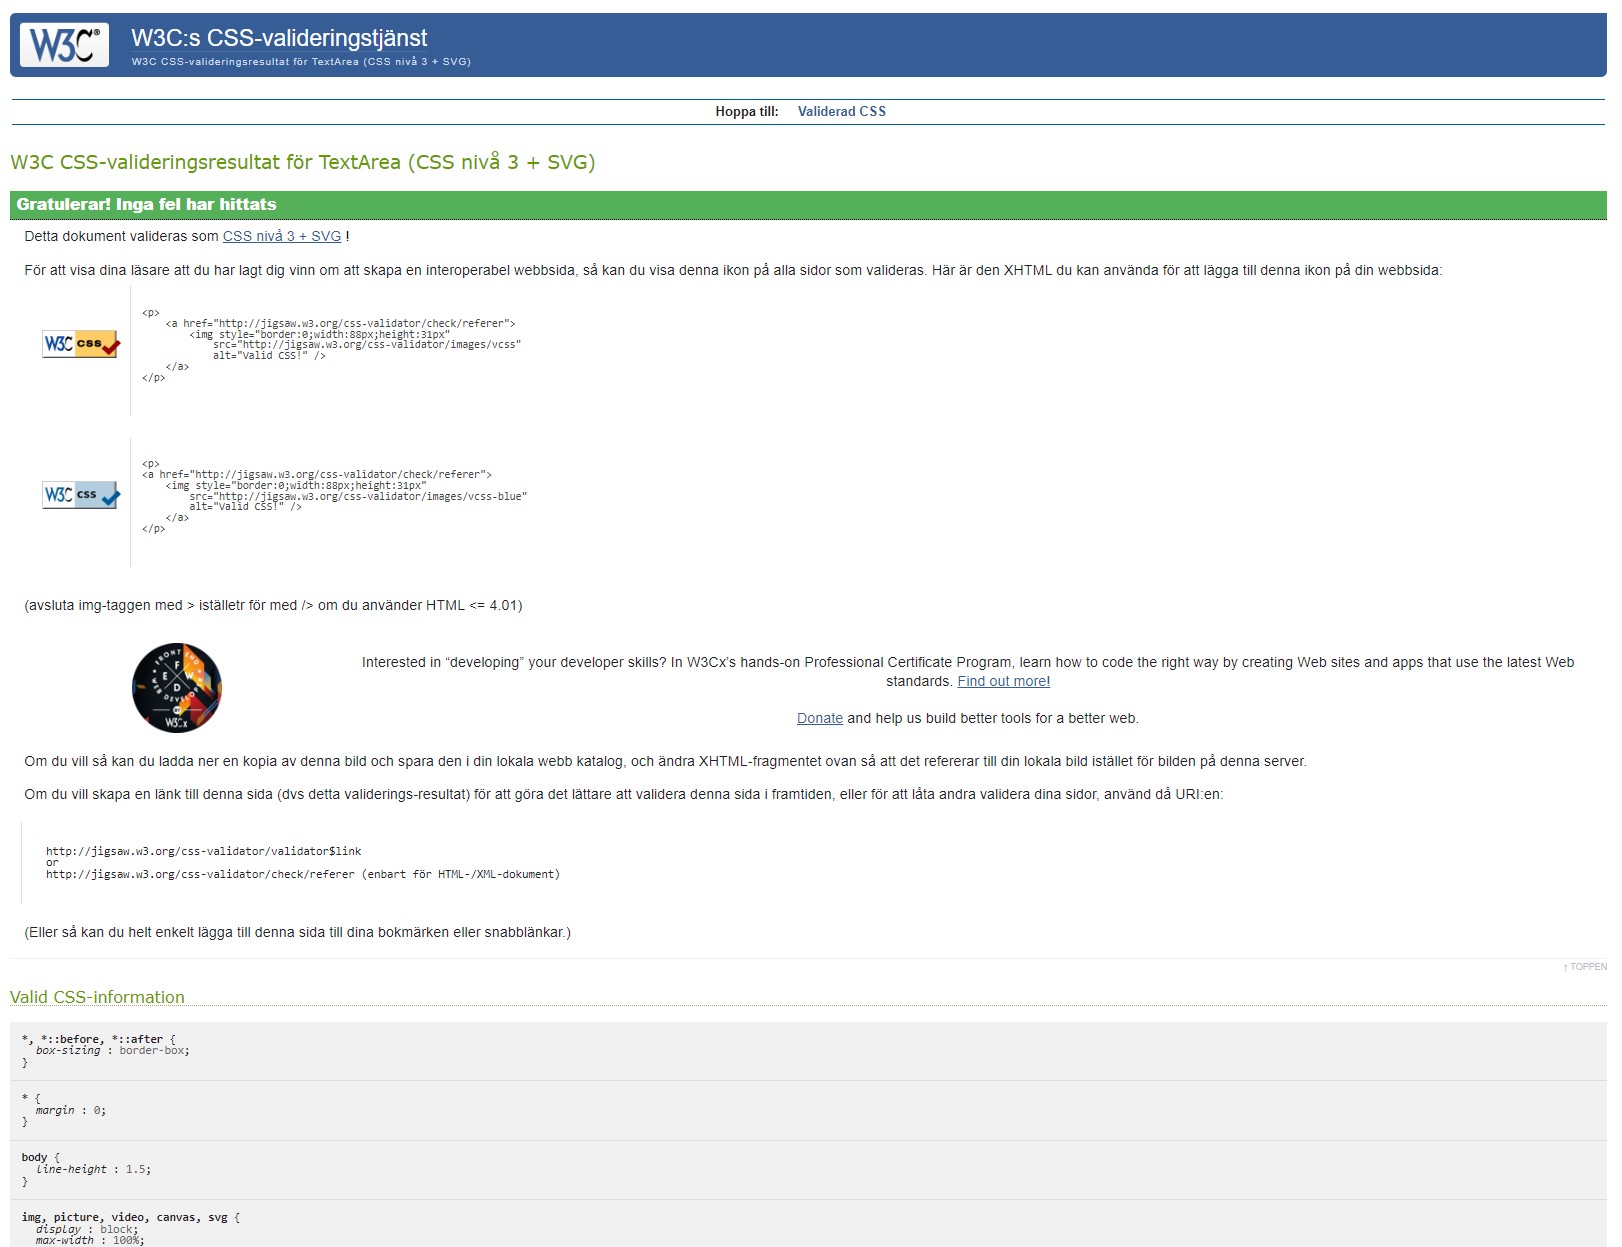 W3C®
W3C:s CSS-valideringstjänst
W3C CSS-valideringsresultat för TextArea (CSS nivå 3 + SVG)
Hoppa till: Validerad CSS
W3C CSS-valideringsresultat för TextArea (CSS nivå 3 + SVG)
Gratulerar! Inga fel har hittats
Detta dokument valideras som CSS nivå 3 + SVG !
För att visa dina läsare att du har lagt dig vinn om att skapa en interoperabel webbsida, så kan du visa denna ikon på alla sidor som valideras. Här är den XHTML du kan använda för att lägga till denna ikon på din webbsida:
W3C css
<p>
<a href="http://jigsaw.w3.org/css-validator/check/referer">
<img style="border:0;width:88px;height:31px"
src="http://jigsaw.w3.org/css-validator/images/vcss"
alt="Valid CSS!" />
</a>
</p>
W3C css
<p>
<a href="http://jigsaw.w3.org/css-validator/check/referer">
<img style="border:0;width:88px;height:31px"
src="http://jigsaw.w3.org/css-validator/images/vcss-blue"
alt="Valid CSS!" />
</a>
</p>
(avsluta img-taggen med > iställetr för med /> om du använder HTML <= 4.01)
FRONT END
F E W D
WEB DEVELOPER
BY
W3Cx
Interested in “developing” your developer skills? In W3Cx’s hands-on Professional Certificate Program, learn how to code the right way by creating Web sites and apps that use the latest Web
standards. Find out more!
Donate and help us build better tools for a better web.
Om du vill så kan du ladda ner en kopia av denna bild och spara den i din lokala webb katalog, och ändra XHTML-fragmentet ovan så att det refererar till din lokala bild istället för bilden på denna server.
Om du vill skapa en länk till denna sida (dvs detta validerings-resultat) för att göra det lättare att validera denna sida i framtiden, eller för att låta andra validera dina sidor, använd då URI:en:
http://jigsaw.w3.org/css-validator/validator$link
or
http://jigsaw.w3.org/css-validator/check/referer (enbart för HTML-/XML-dokument)
(Eller så kan du helt enkelt lägga till denna sida till dina bokmärken eller snabblänkar.)
↑ TOPPEN
Valid CSS-information
*, *::before, *::after {
box-sizing : border-box;
}
* {
margin : 0;
}
body {
line-height : 1.5;
}
img, picture, video, canvas, svg {
display : block;
max-width : 100%;